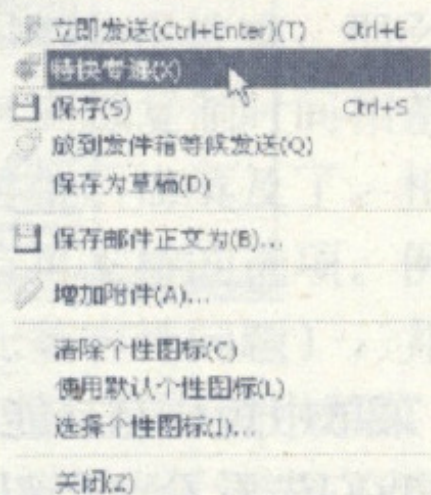 立即发送(Ctrl+Enter)(T) Ctrl+E
特快专递(X)
保存(S) Ctrl+S
放到发件箱等候发送(Q)
保存为草稿(D)
保存邮件正文为(B)...
增加附件(A)...
清除个性图标(C)
使用默认个性图标(L)
选择个性图标(I)...
关闭(Z)